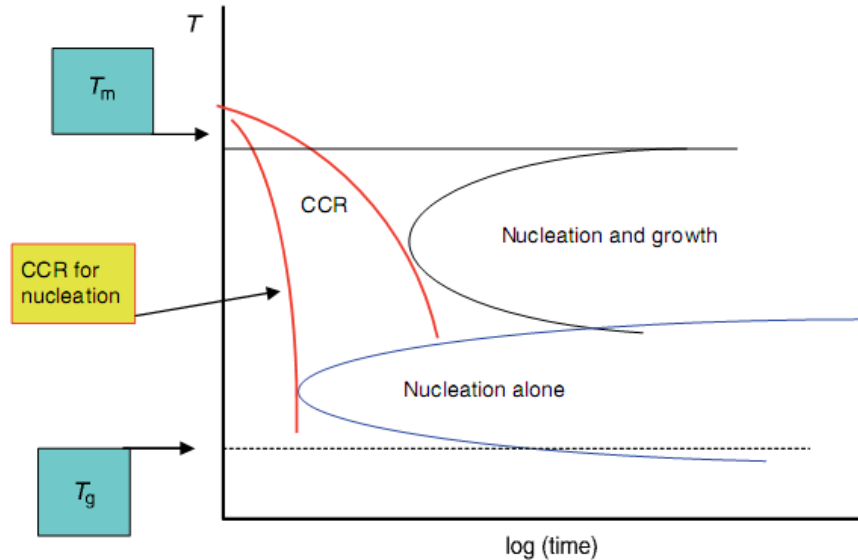 T
Tm
CCR
Nucleation and growth
CCR for
nucleation
Nucleation alone
Tg
log (time)